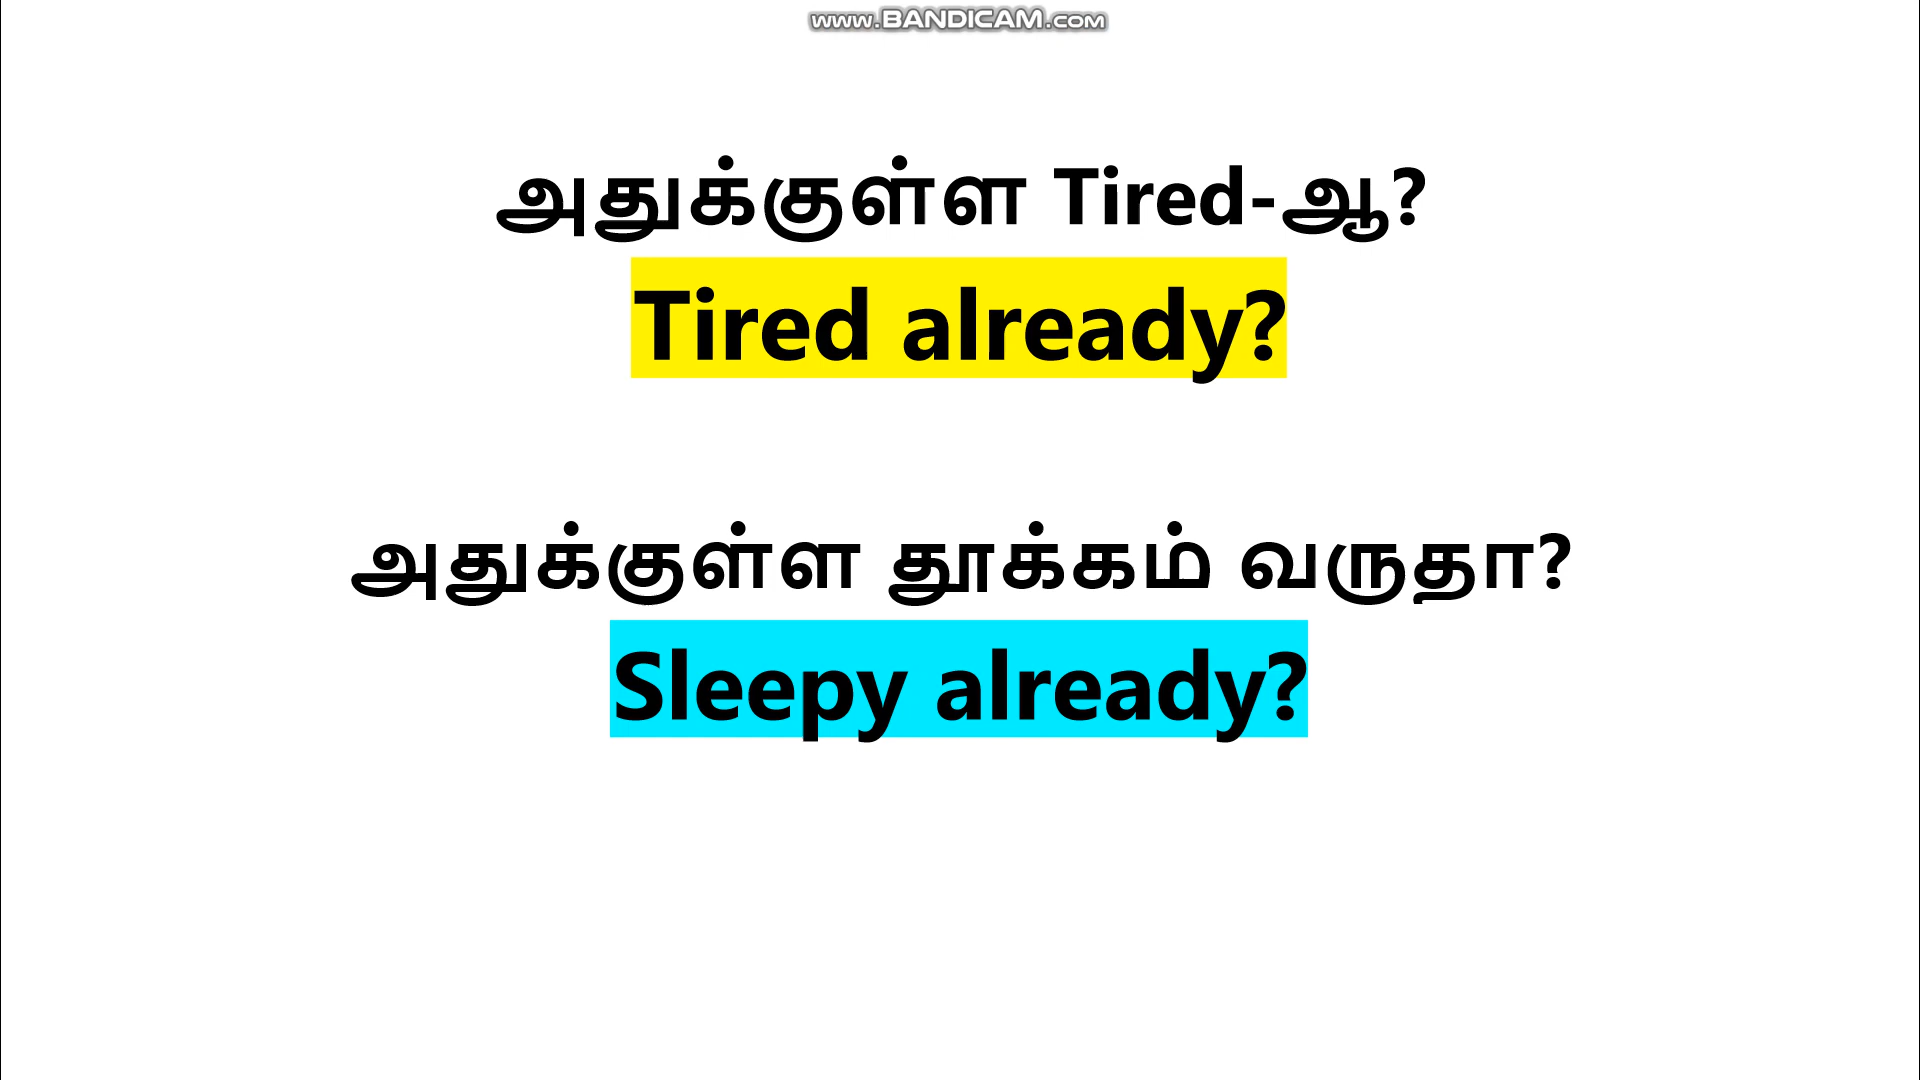 www.BANDICAM.com
அதுக்குள்ள Tired-ஆ?
Tired already?
அதுக்குள்ள தூக்கம் வருதா?
Sleepy already?